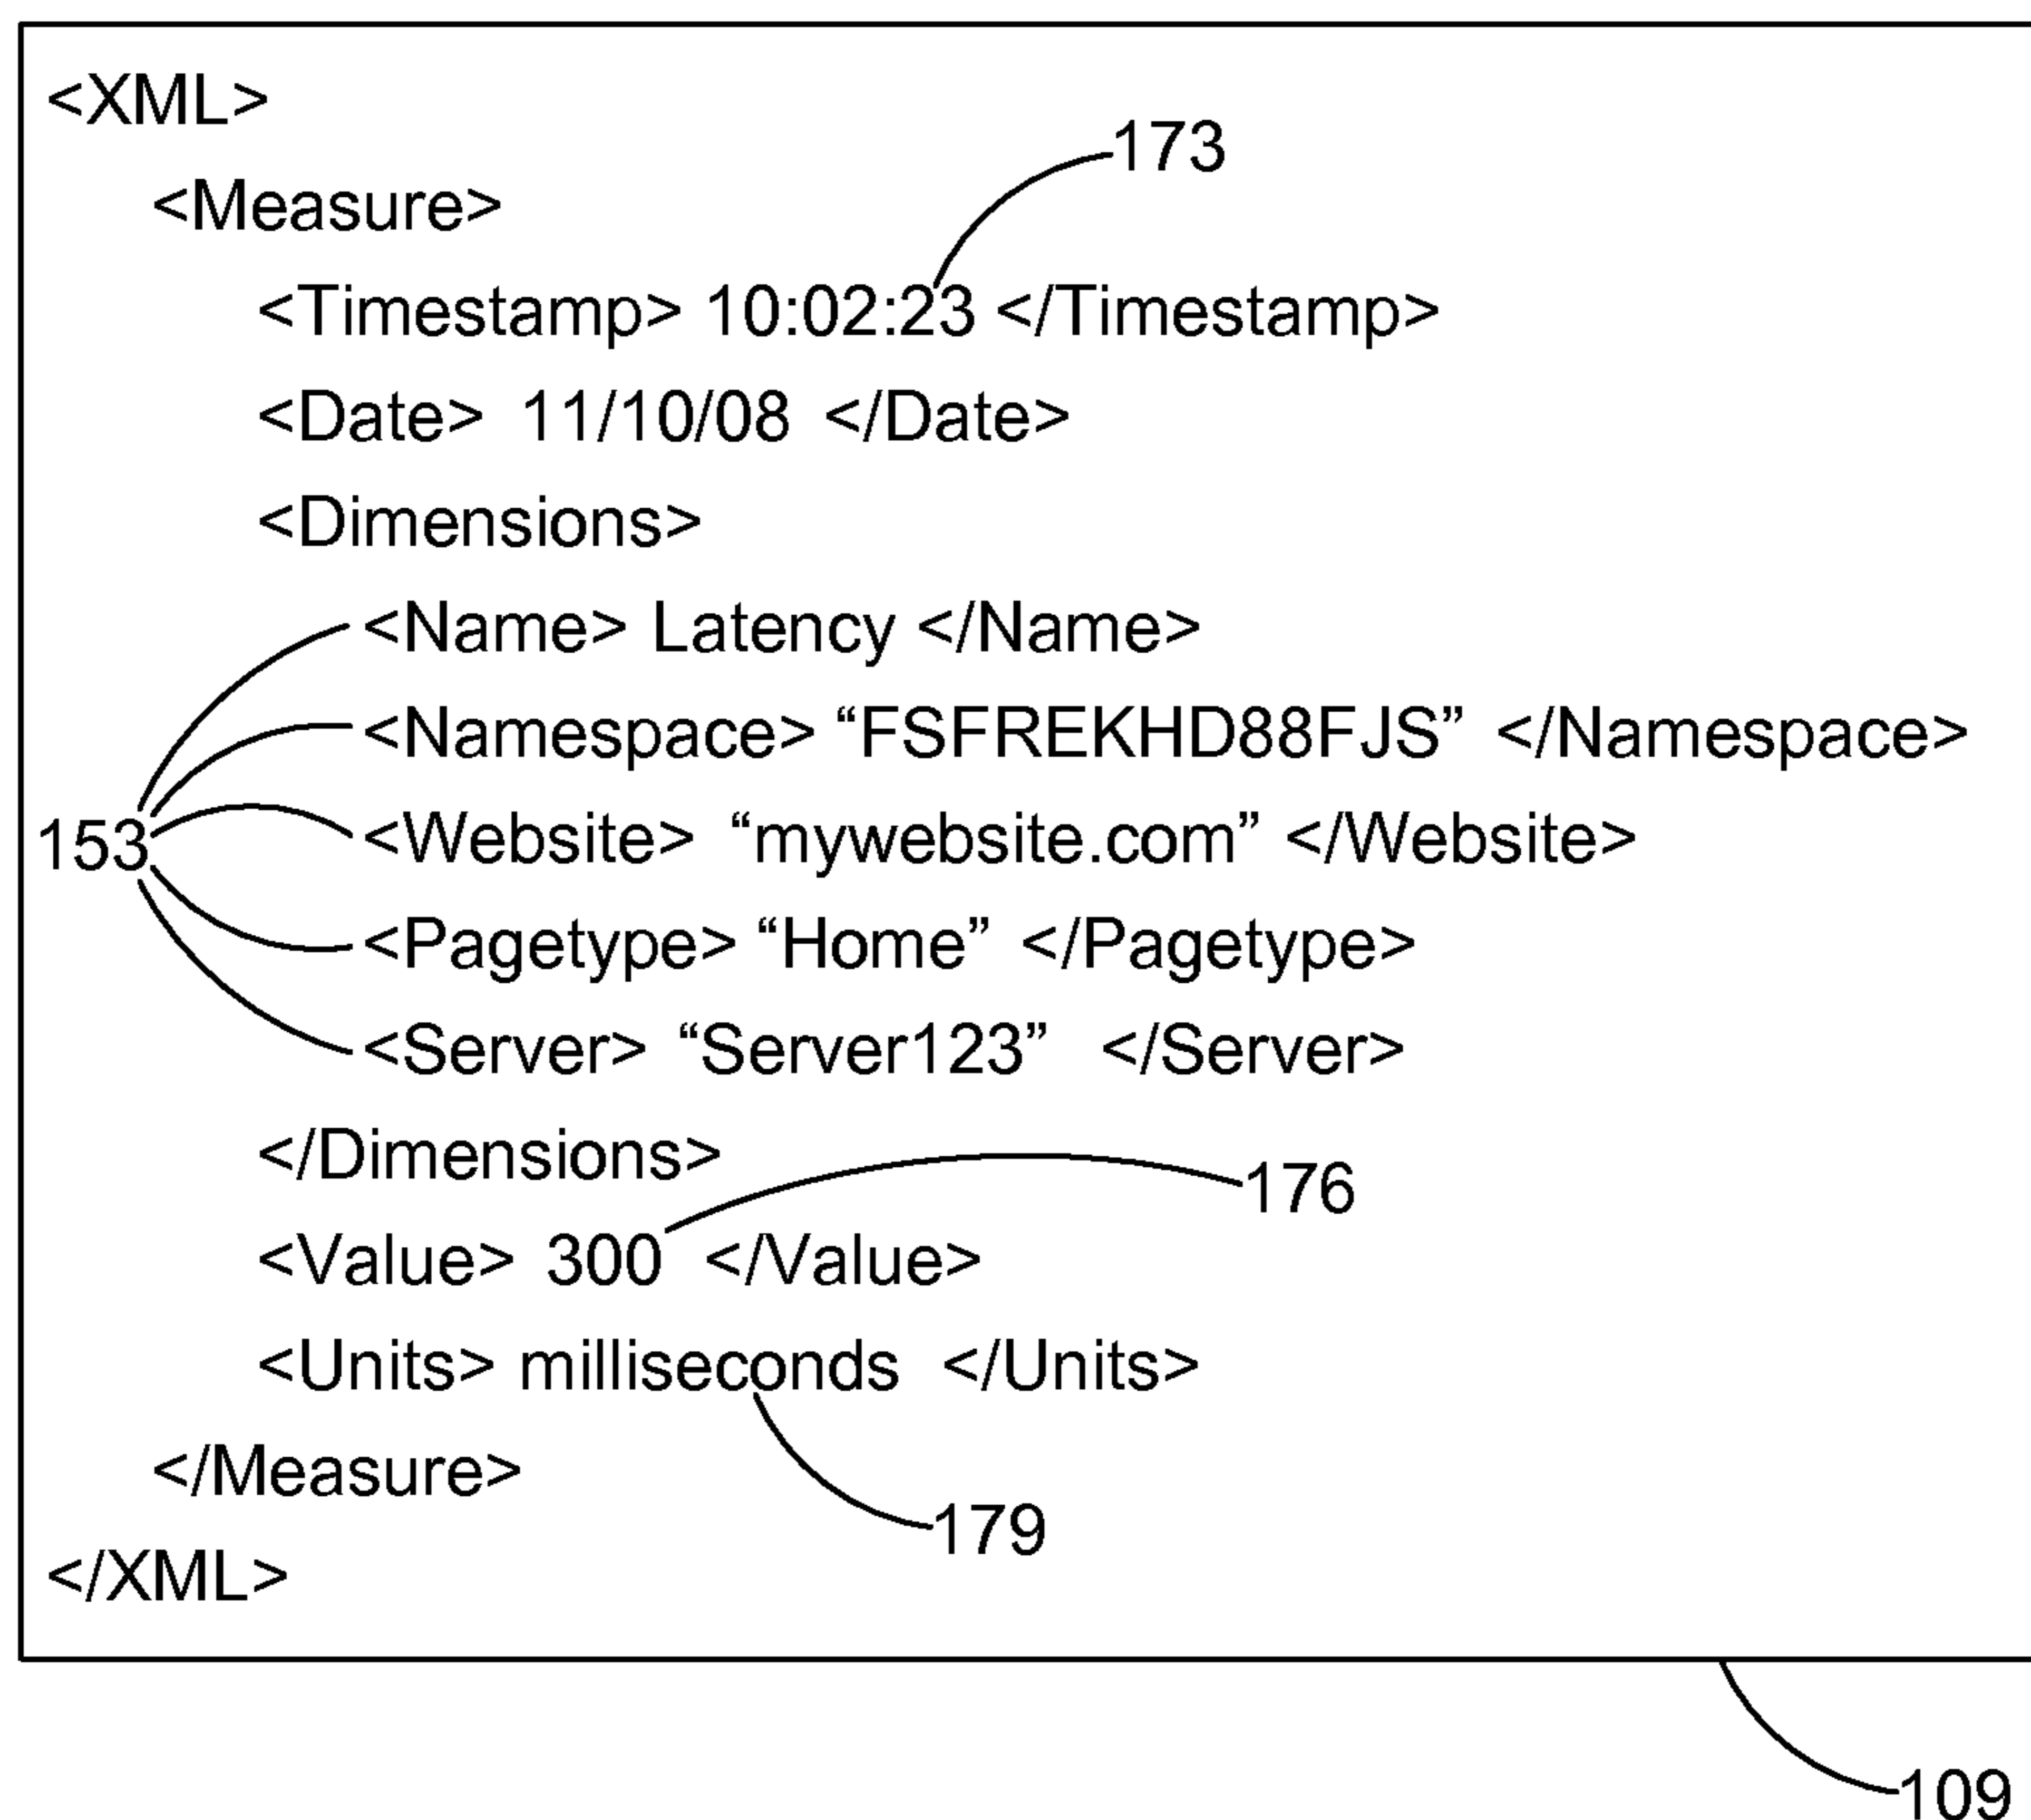 <XML>
173
<Measure>
<Timestamp> 10:02:23 </Timestamp>
<Date> 11/10/08 </Date>
<Dimensions>
<Name> Latency </Name>
<Namespace> “FSFREKHD88FJS” </Namespace>
153 <Website> “mywebsite.com” </Website>
<Pagetype> “Home” </Pagetype>
<Server> “Server123” </Server>
</Dimensions>
176
<Value> 300 </Value>
<Units> milliseconds </Units>
</Measure>
179
</XML>
109